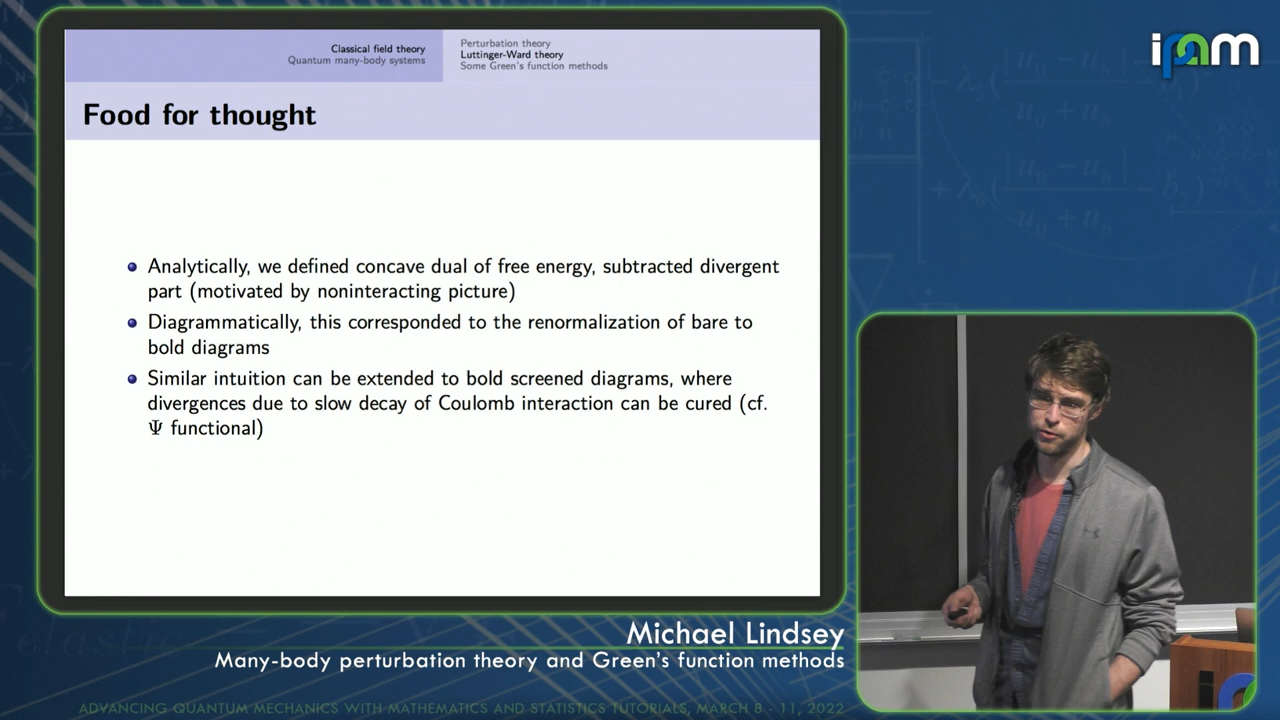 Classical field theory
Quantum many-body systems
Perturbation theory
Luttinger-Ward theory
Some Green's function methods
Food for thought
Analytically, we defined concave dual of free energy, subtracted divergent
part (motivated by noninteracting picture)
Diagrammatically, this corresponded to the renormalization of bare to
bold diagrams
Similar intuition can be extended to bold screened diagrams, where
divergences due to slow decay of Coulomb interaction can be cured (cf.
Ψ functional)
ipam
Michael Lindsey
Many-body perturbation theory and Green's function methods
ADVANCING QUANTUM MECHANICS WITH MATHEMATICS AND STATISTICS TUTORIALS, MARCH 8 - 11, 2022